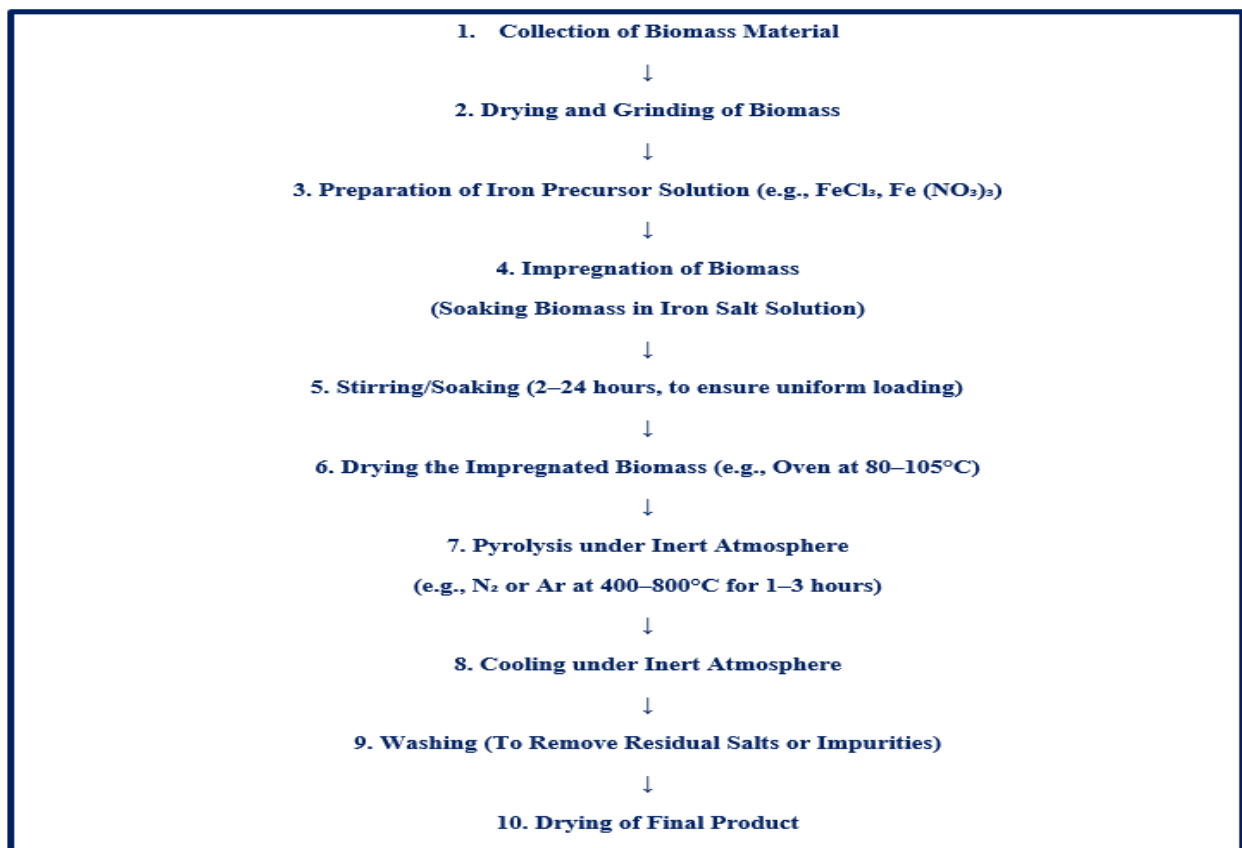 1. Collection of Biomass Material
↓
2. Drying and Grinding of Biomass
↓
3. Preparation of Iron Precursor Solution (e.g., FeCl₃, Fe (NO₃)₃)
↓
4. Impregnation of Biomass
(Soaking Biomass in Iron Salt Solution)
↓
5. Stirring/Soaking (2–24 hours, to ensure uniform loading)
↓
6. Drying the Impregnated Biomass (e.g., Oven at 80–105°C)
↓
7. Pyrolysis under Inert Atmosphere
(e.g., N₂ or Ar at 400–800°C for 1–3 hours)
↓
8. Cooling under Inert Atmosphere
↓
9. Washing (To Remove Residual Salts or Impurities)
↓
10. Drying of Final Product